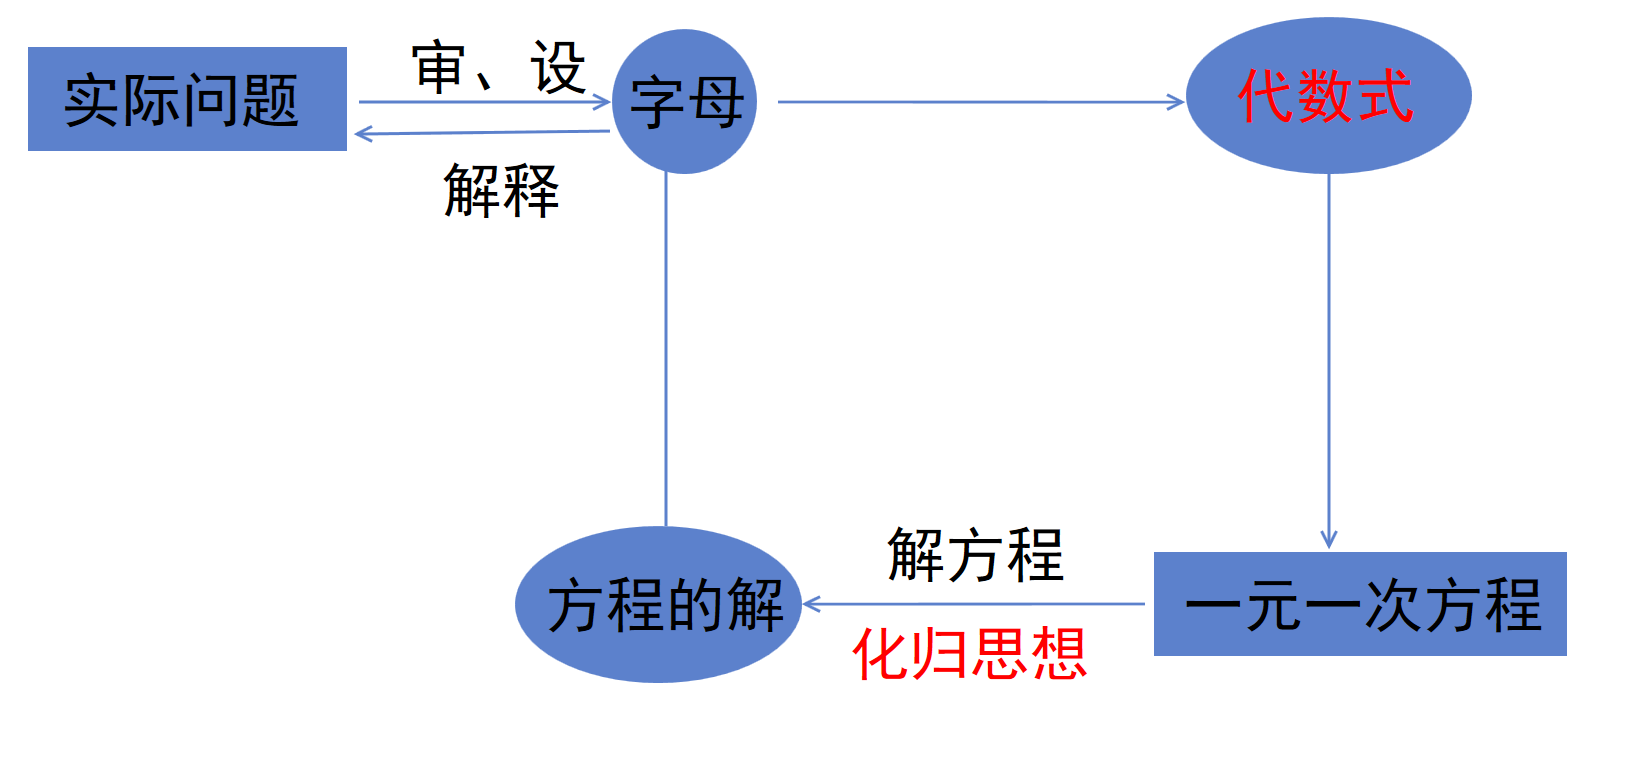 审、设
实际问题
字母
代数式
解释
解方程
方程的解
一元一次方程
化归思想